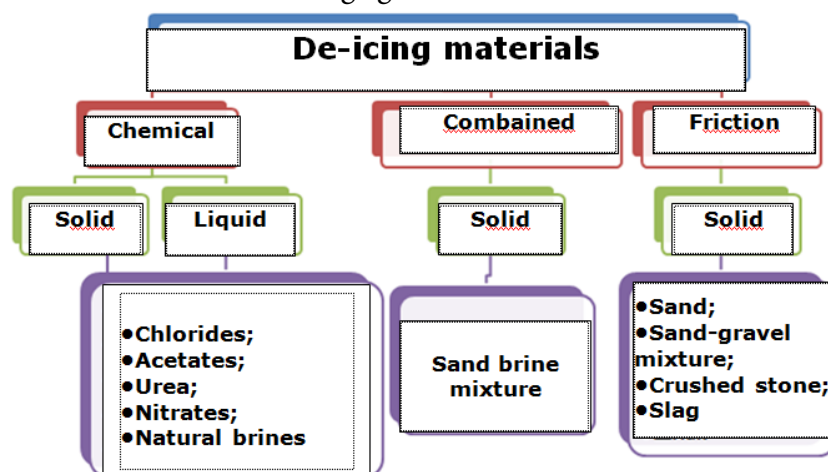 De-icing materials
Chemical
Combained
Friction
Solid
Liquid
Solid
Solid
●Chlorides;
●Acetates;
●Urea;
●Nitrates;
●Natural brines
Sand brine
mixture
●Sand;
●Sand-gravel
mixture;
●Crushed stone;
●Slag